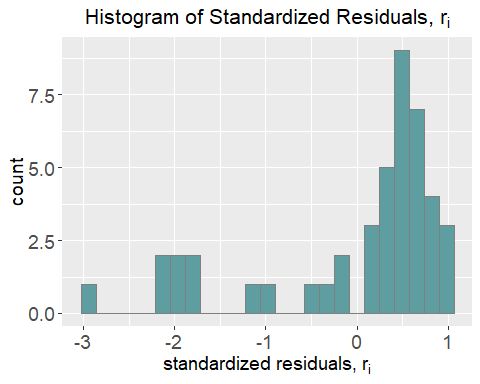 Histogram of Standardized Residuals, rᵢ
7.5
5.0
2.5
0.0
count
-3 -2 -1 0 1
standardized residuals, rᵢ